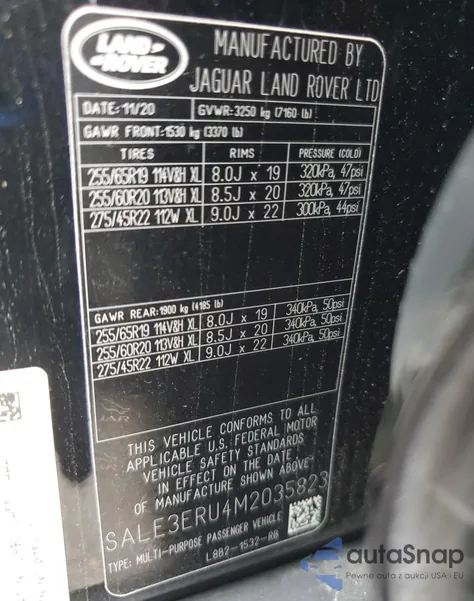 LAND-
-ROVER
MANUFACTURED BY
JAGUAR LAND ROVER LTD
DATE: 11/20 GVWR: 3250 kg (7160 lb)
GAWR FRONT: 1530 kg (3370 lb)
TIRES RIMS PRESSURE (COLD)
255/65R19 114V&H XL 8.0J x 19 320kPa, 47psi
255/60R20 113V&H XL 8.5J x 20 320kPa, 47psi
275/45R22 112W XL 9.0J x 22 300kPa, 44psi
GAWR REAR: 1900 kg (4185 lb)
255/65R19 114V&H XL 8.0J x 19 340kPa, 50psi
255/60R20 113V&H XL 8.5J x 20 340kPa, 50psi
275/45R22 112W XL 9.0J x 22 340kPa, 50psi
THIS VEHICLE CONFORMS TO ALL
APPLICABLE U.S. FEDERAL MOTOR
VEHICLE SAFETY STANDARDS
IN EFFECT ON THE DATE
OF MANUFACTURE SHOWN ABOVE
SALE3ERU4M2035823
TYPE: MULTI-PURPOSE PASSENGER VEHICLE
L8B2-1532-RB
autoSnap
Pewne auta z aukcji USA i EU